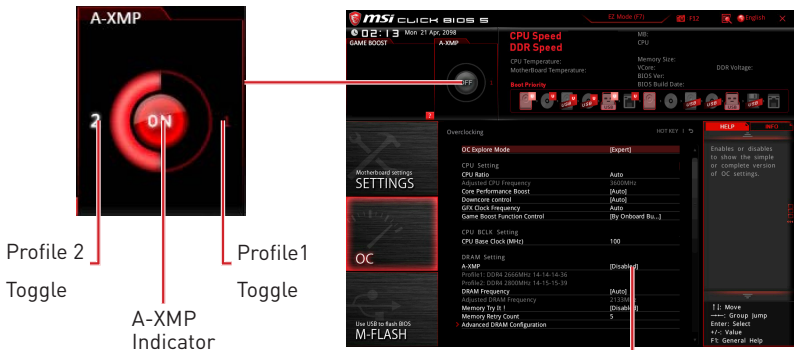 A-XMP
2
ON
1
Profile 2
Toggle
A-XMP
Indicator
Profile1
Toggle
msi CLICK BIOS 5
EZ Mode (F7)
F12
English
X
02:13 Mon 21 Apr, 2098
GAME BOOST
A-XMP
OFF
1
2
CPU Speed
DDR Speed
CPU Temperature:
MotherBoard Temperature:
MB:
CPU
Memory Size:
VCore:
BIOS Ver:
BIOS Build Date:
DDR Voltage:
Boot Priority
USB
USB
USB
USB
Motherboard settings
SETTINGS
OC
Use USB to flash BIOS
M-FLASH
Overclocking
HOT KEY
OC Explore Mode [Expert]
CPU Setting
CPU Ratio Auto
Adjusted CPU Frequency 3600MHz
Core Performance Boost [Auto]
Downcore control [Auto]
GFX Clock Frequency Auto
Game Boost Function Control [By Onboard Bu...]
CPU BCLK Setting
CPU Base Clock (MHz) 100
DRAM Setting
A-XMP [Disabled]
Profile1: DDR4 2666MHz 14-14-14-36
Profile2: DDR4 2800MHz 14-15-15-39
DRAM Frequency [Auto]
Adjusted DRAM Frequency 2133MHz
Memory Try It ! [Disabled]
Memory Retry Count 5
Advanced DRAM Configuration
HELP
INFO
Enables or disables
to show the simple
or complete version
of OC settings.
↑↓: Move
→←: Group Jump
Enter: Select
+/-: Value
F1: General Help